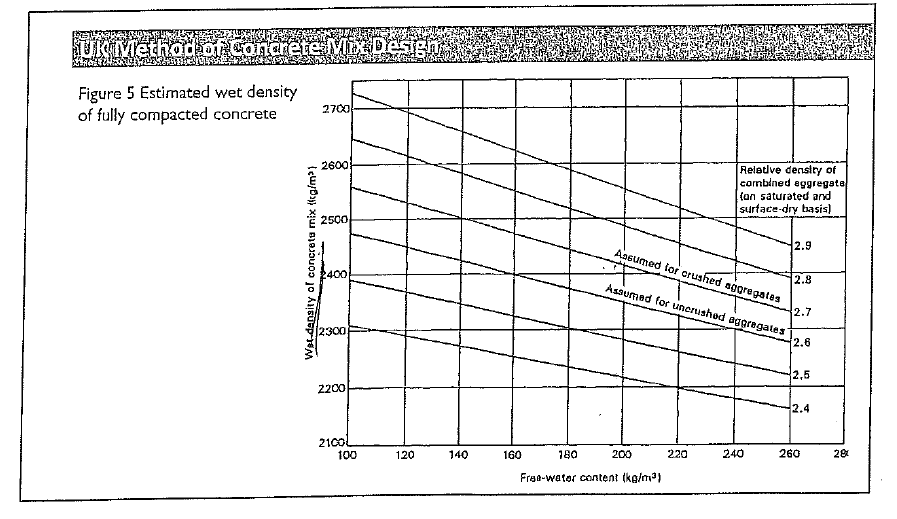 UK Method of Concrete Mix Design
Figure 5 Estimated wet density
of fully compacted concrete
Wet density of concrete mix (kg/m³)
2700
2600
2500
2400
2300
2200
2100
Relative density of
combined aggregate
(on saturated and
surface-dry basis)
2.9
2.8
2.7
2.6
2.5
2.4
Assumed for crushed aggregates
Assumed for uncrushed aggregates
100 120 140 160 180 200 220 240 260 28
Free-water content (kg/m³)